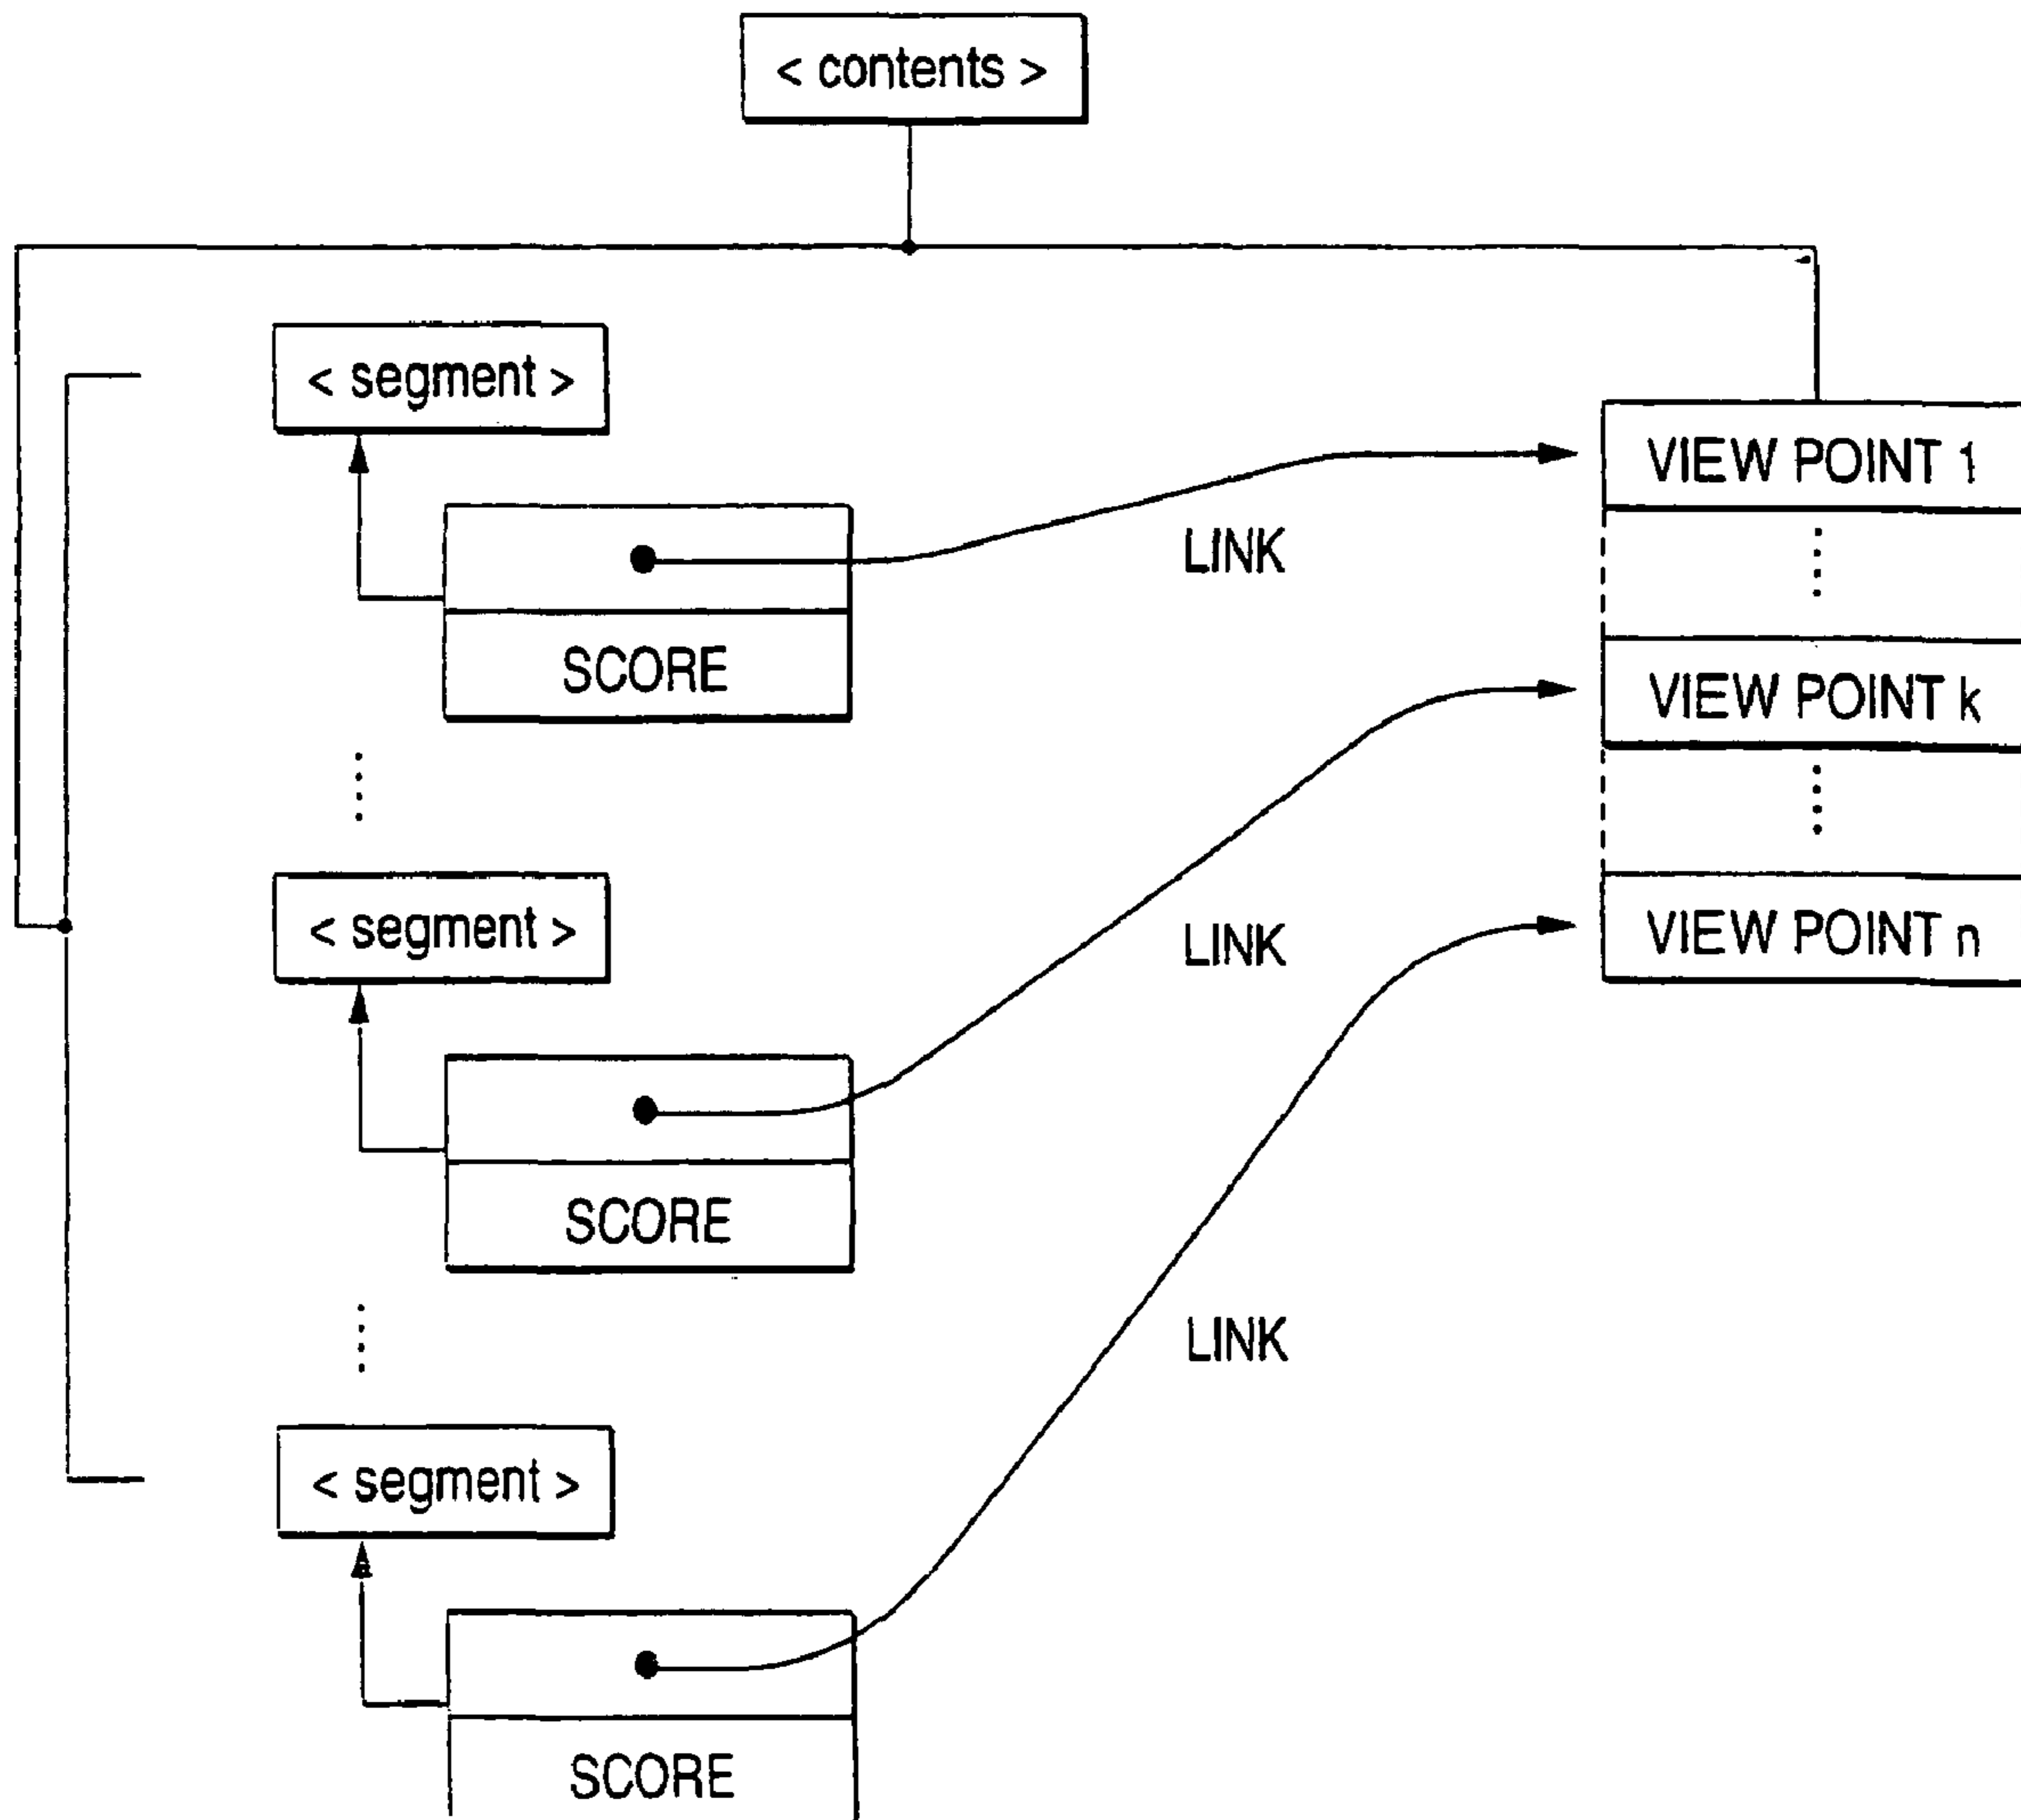 < contents >
< segment >
VIEW POINT 1
LINK
SCORE
VIEW POINT k
< segment >
LINK
VIEW POINT n
SCORE
LINK
< segment >
SCORE